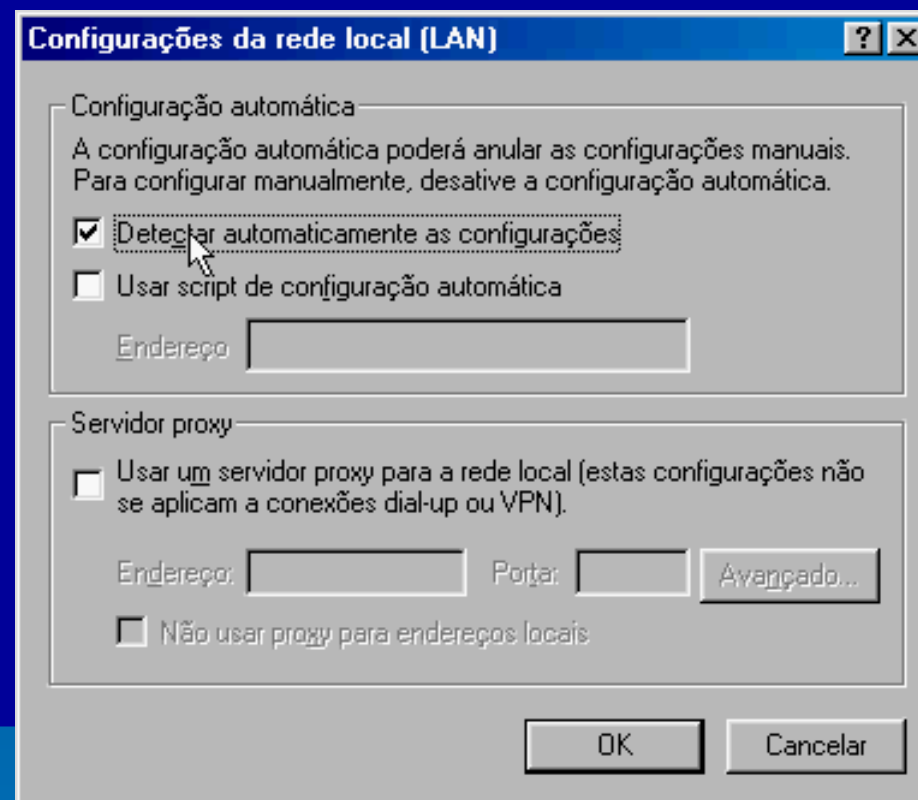 Configurações da rede local (LAN)
Configuração automática
A configuração automática poderá anular as configurações manuais.
Para configurar manualmente, desative a configuração automática.
Detectar automaticamente as configurações
Usar script de configuração automática
Endereço
Servidor proxy
Usar um servidor proxy para a rede local (estas configurações não
se aplicam a conexões dial-up ou VPN).
Endereço: Porta: Avançado...
Não usar proxy para endereços locais
OK Cancelar